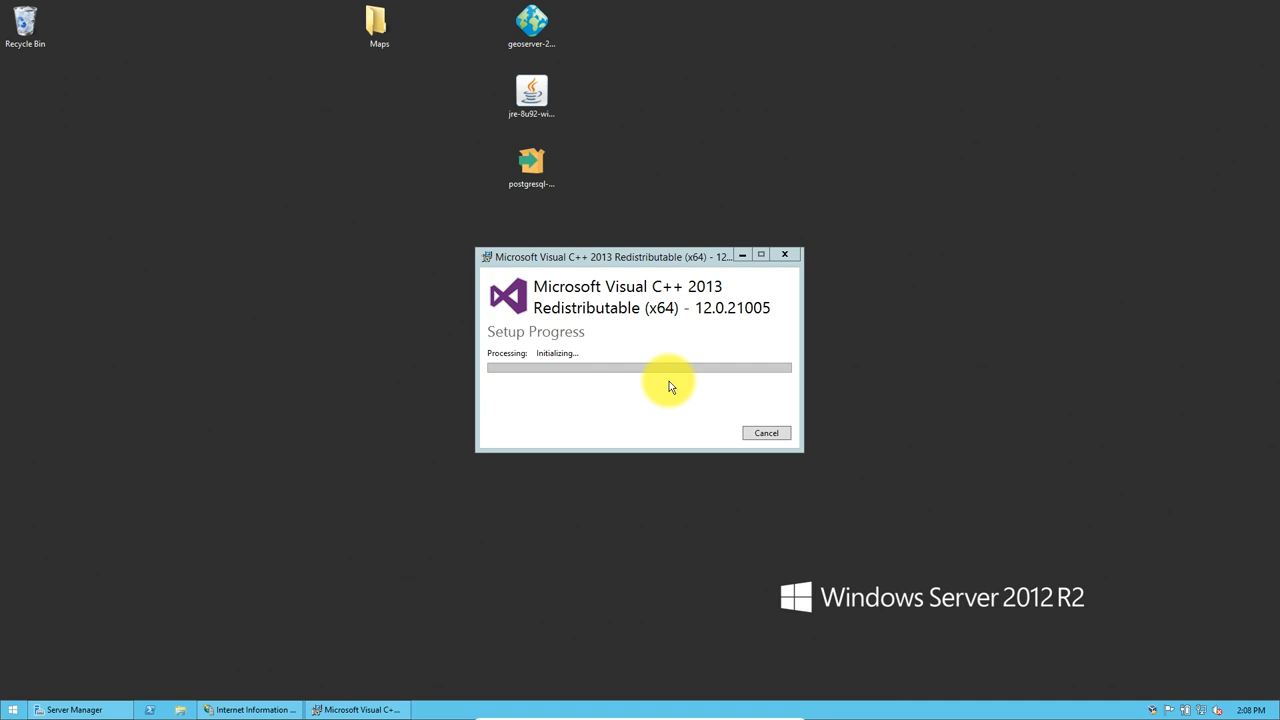 Recycle Bin
Maps
geoserver-2...
jre-8u92-wi...
postgresql-...
Microsoft Visual C++ 2013 Redistributable (x64) - 12...
Microsoft Visual C++ 2013
Redistributable (x64) - 12.0.21005
Setup Progress
Processing: Initializing...
Cancel
Windows Server 2012 R2
Server Manager
Internet Information ...
Microsoft Visual C+...
2:08 PM